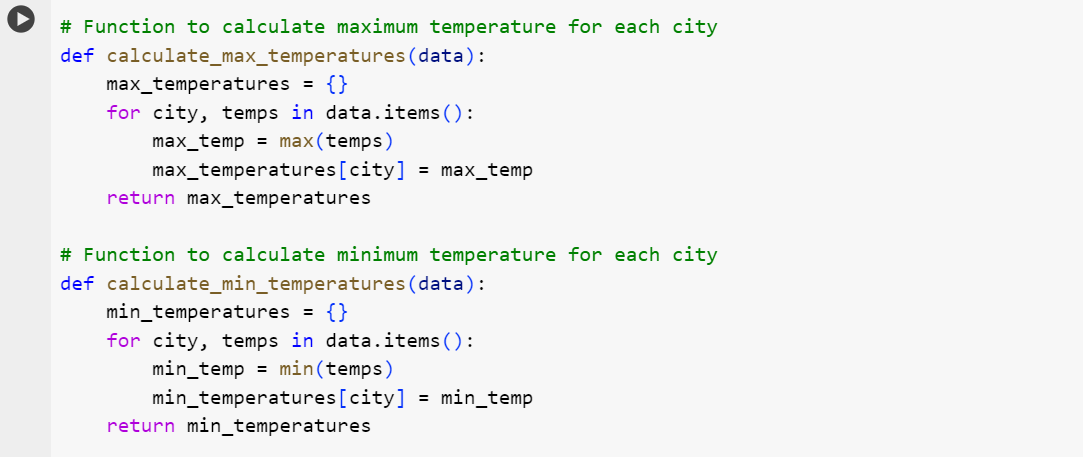 # Function to calculate maximum temperature for each city
def calculate_max_temperatures(data):
    max_temperatures = {}
    for city, temps in data.items():
        max_temp = max(temps)
        max_temperatures[city] = max_temp
    return max_temperatures

# Function to calculate minimum temperature for each city
def calculate_min_temperatures(data):
    min_temperatures = {}
    for city, temps in data.items():
        min_temp = min(temps)
        min_temperatures[city] = min_temp
    return min_temperatures